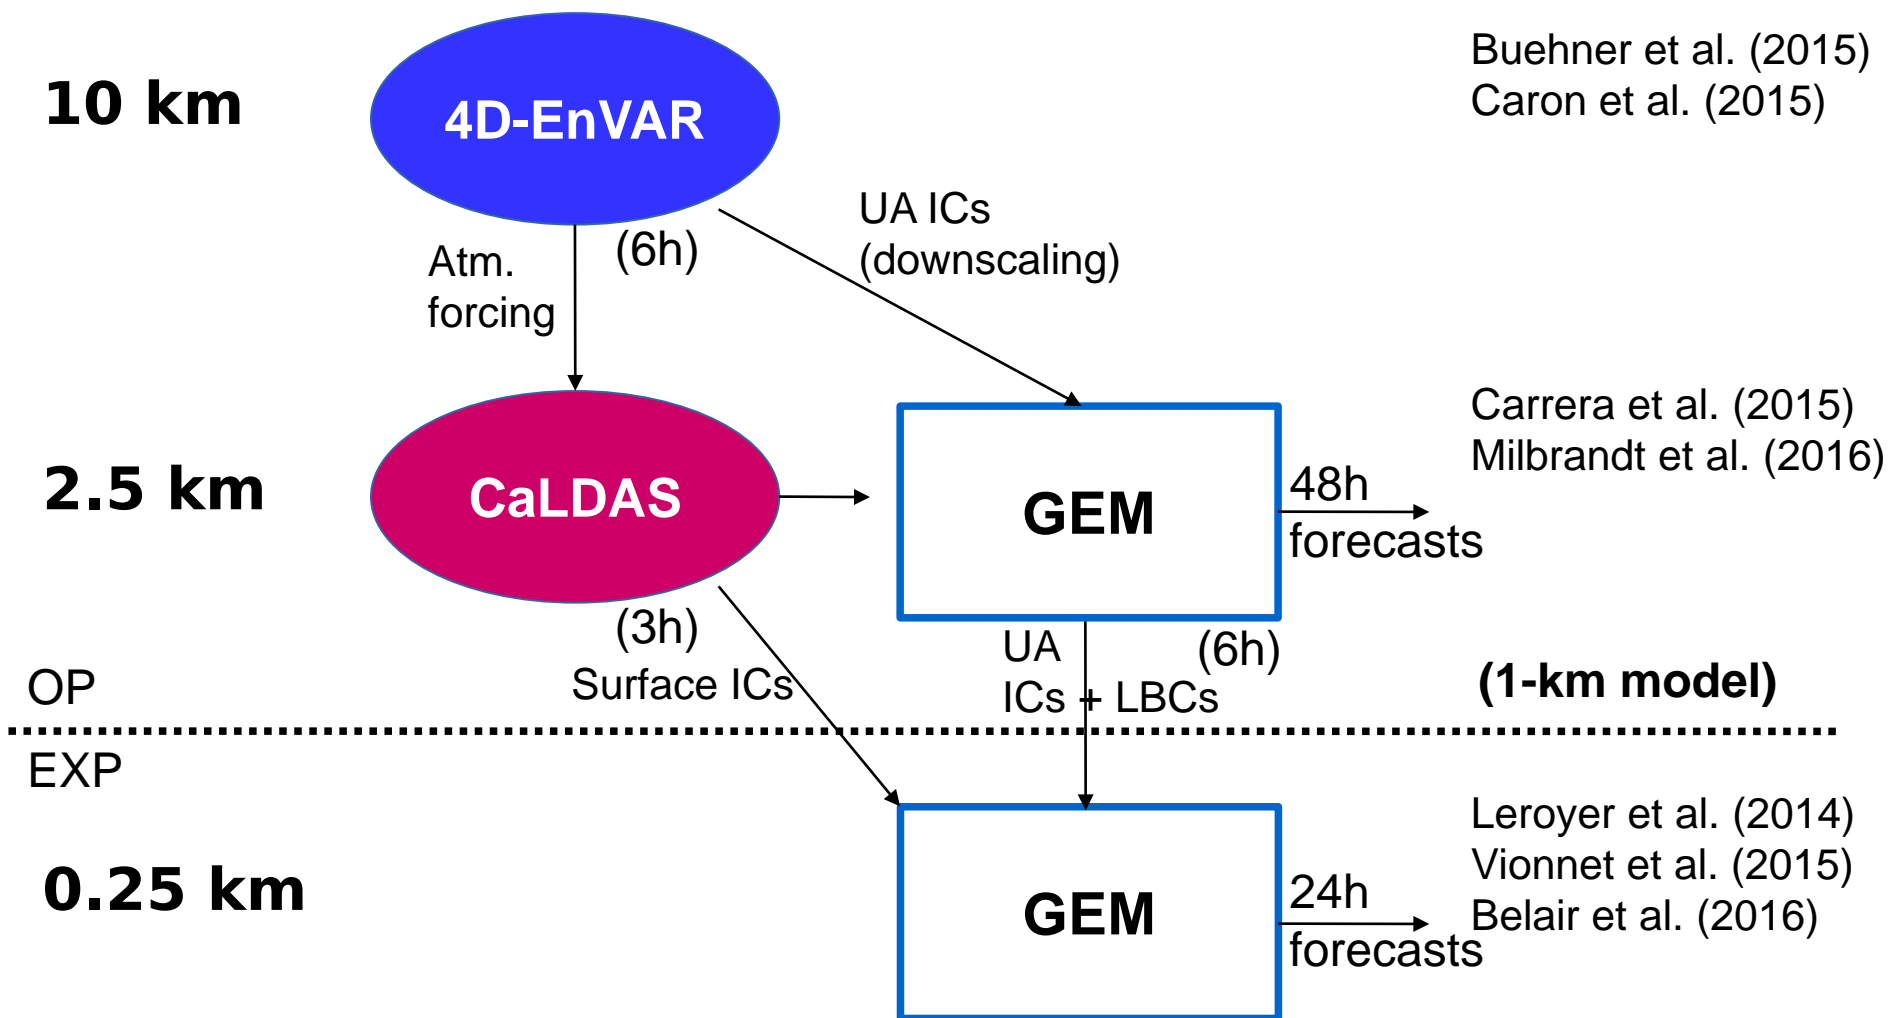 10 km
4D-EnVAR
Buehner et al. (2015)
Caron et al. (2015)
(6h)
Atm.
forcing
UA ICs
(downscaling)
2.5 km
CaLDAS
GEM
48h
forecasts
Carrera et al. (2015)
Milbrandt et al. (2016)
(3h)
Surface ICs
UA
ICs + LBCs
(6h)
(1-km model)
OP
EXP
0.25 km
GEM
24h
forecasts
Leroyer et al. (2014)
Vionnet et al. (2015)
Belair et al. (2016)